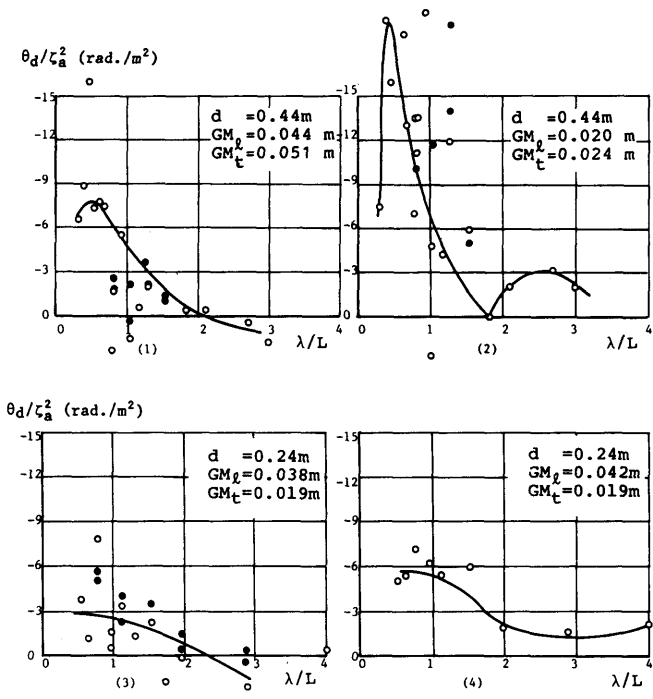 θd/ζa² (rad./m²)
-15
-12
-9
-6
-3
0
d =0.44m
GMℓ=0.044 m
GMt=0.051 m
0 1 2 3 4
λ/L
(1)
-15
-12
-9
-6
-3
0
d =0.44m
GMℓ=0.020 m
GMt=0.024 m
0 1 2 3 4
λ/L
(2)
θd/ζa² (rad./m²)
-15
-12
-9
-6
-3
0
d =0.24m
GMℓ=0.038m
GMt=0.019m
0 1 2 3 4
λ/L
(3)
-15
-12
-9
-6
-3
0
d =0.24m
GMℓ=0.042m
GMt=0.019m
0 1 2 3 4
λ/L
(4)